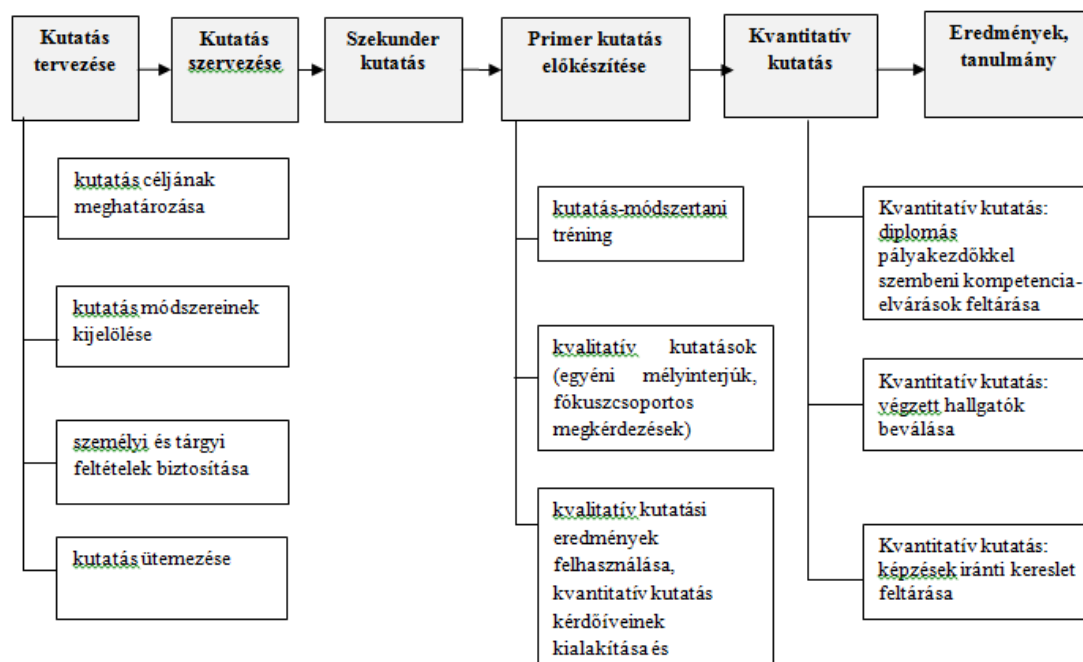 Kutatás
tervezése
Kutatás
szervezése
Szekunder
kutatás
Primer kutatás
előkészítése
Kvantitatív
kutatás
Eredmények,
tanulmány
kutatás céljának
meghatározása
kutatás módszereinek
kijelölése
személyi és tárgyi
feltételek biztosítása
kutatás ütemezése
kutatás-módszertani
tréning
kvalitatív kutatások
(egyéni mélyinterjúk,
fókuszcsoportos
megkérdezések)
kvalitatív kutatási
eredmények
felhasználása,
kvantitatív kutatás
kérdőíveinek
kialakítása és
Kvantitatív kutatás:
diplomás
pályakezdőkkel
szembeni kompetencia-
elvárások feltárása
Kvantitatív kutatás:
végzett hallgatók
beválása
Kvantitatív kutatás:
képzések iránti kereslet
feltárása